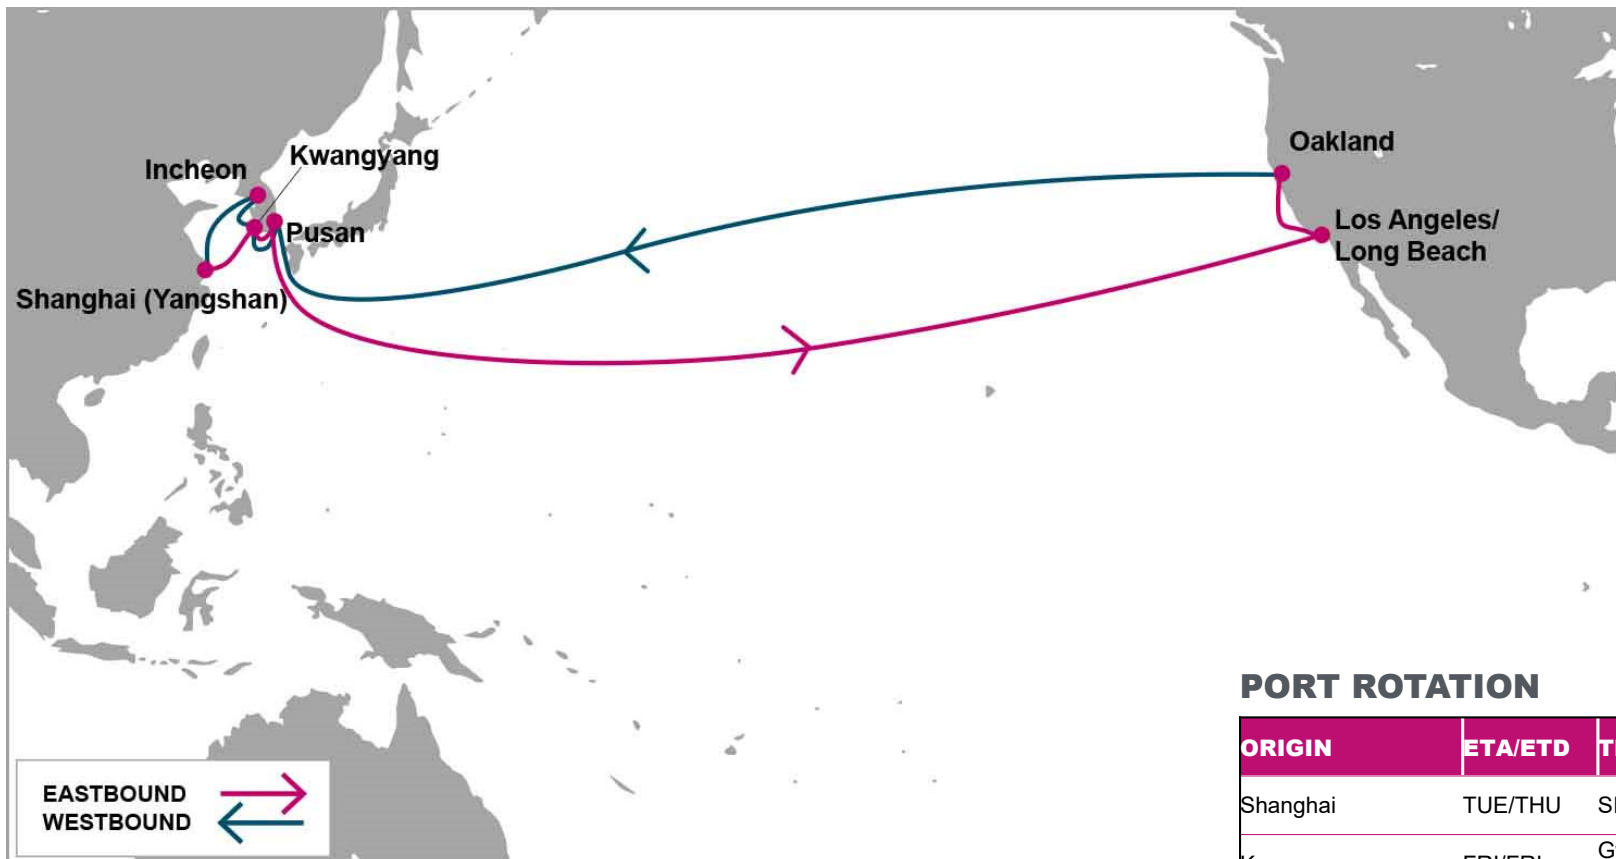 Kwangyang
Incheon
Pusan
Shanghai (Yangshan)
Oakland
Los Angeles/
Long Beach
EASTBOUND
WESTBOUND
PORT ROTATION
ORIGIN ETA/ETD
Shanghai TUE/THU